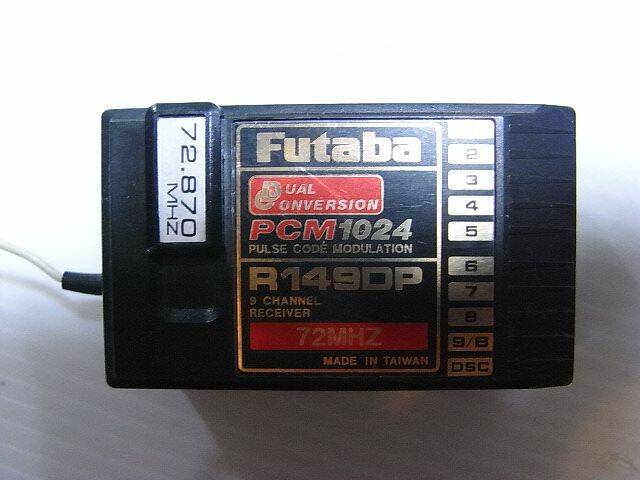 72.870
MHZ
Futaba
DUAL
CONVERSION
PCM1024
PULSE CODE MODULATION
R149DP
9 CHANNEL
RECEIVER
72MHZ
MADE IN TAIWAN
2
3
4
5
6
7
8
9/B
DSC